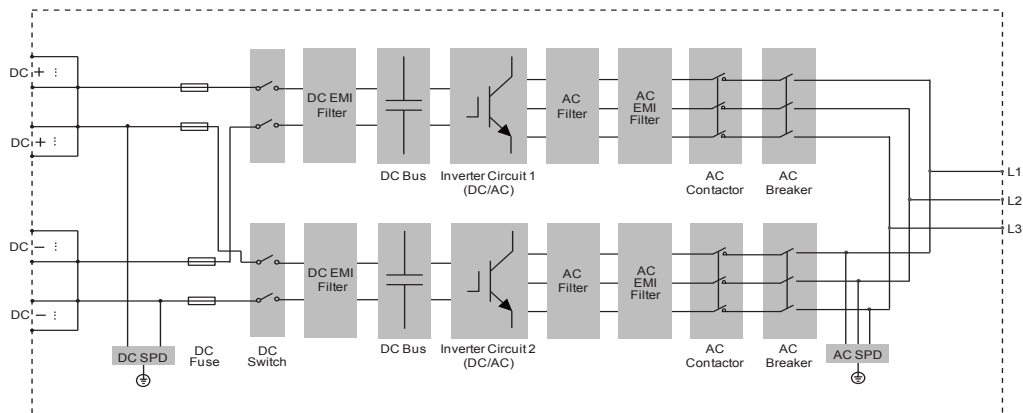 DC + ⋮
DC + ⋮
DC EMI
Filter
DC Bus
Inverter Circuit 1
(DC/AC)
AC
Filter
AC
EMI
Filter
AC
Contactor
AC
Breaker
L1
L2
L3
DC − ⋮
DC − ⋮
DC SPD
DC
Fuse
DC
Switch
DC EMI
Filter
DC Bus
Inverter Circuit 2
(DC/AC)
AC
Filter
AC
EMI
Filter
AC
Contactor
AC
Breaker
AC SPD